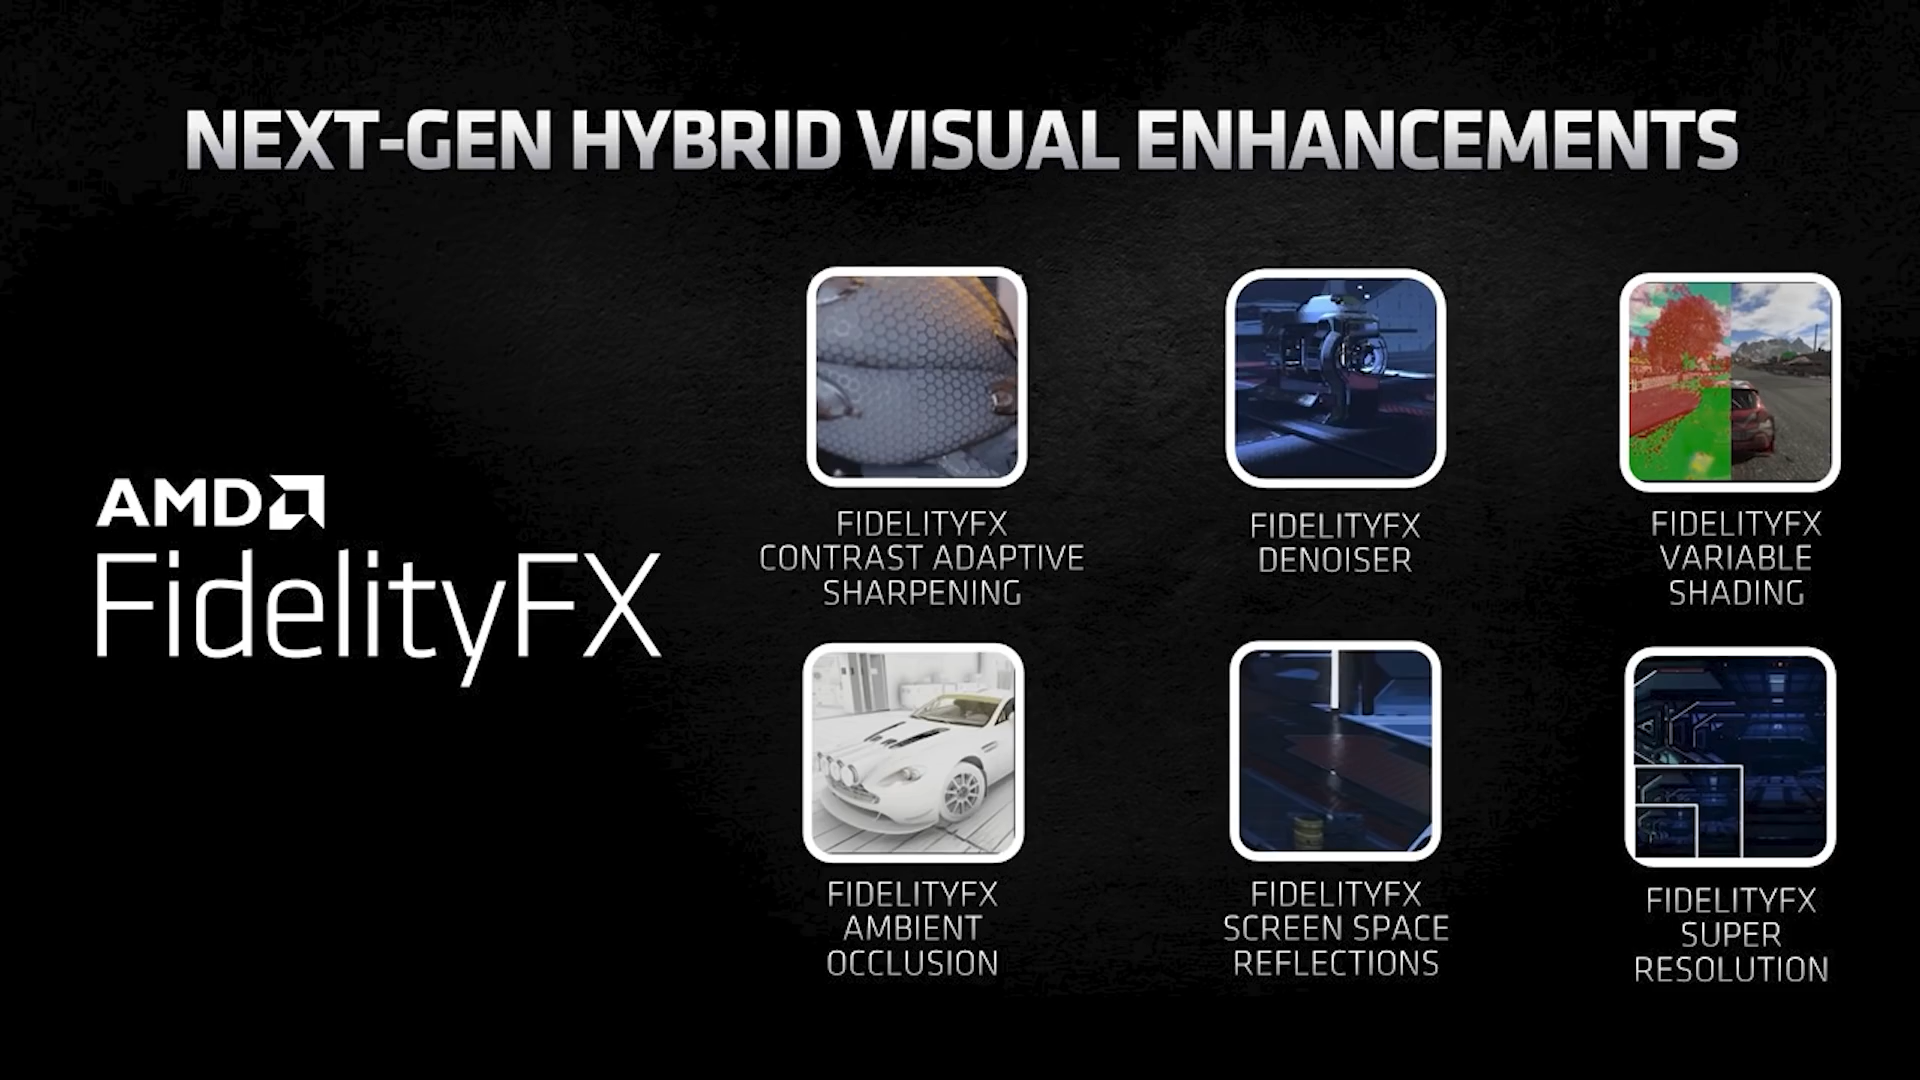 NEXT-GEN HYBRID VISUAL ENHANCEMENTS
AMD
FidelityFX
FIDELITYFX
CONTRAST ADAPTIVE
SHARPENING
FIDELITYFX
DENOISER
FIDELITYFX
VARIABLE
SHADING
FIDELITYFX
AMBIENT
OCCLUSION
FIDELITYFX
SCREEN SPACE
REFLECTIONS
FIDELITYFX
SUPER
RESOLUTION